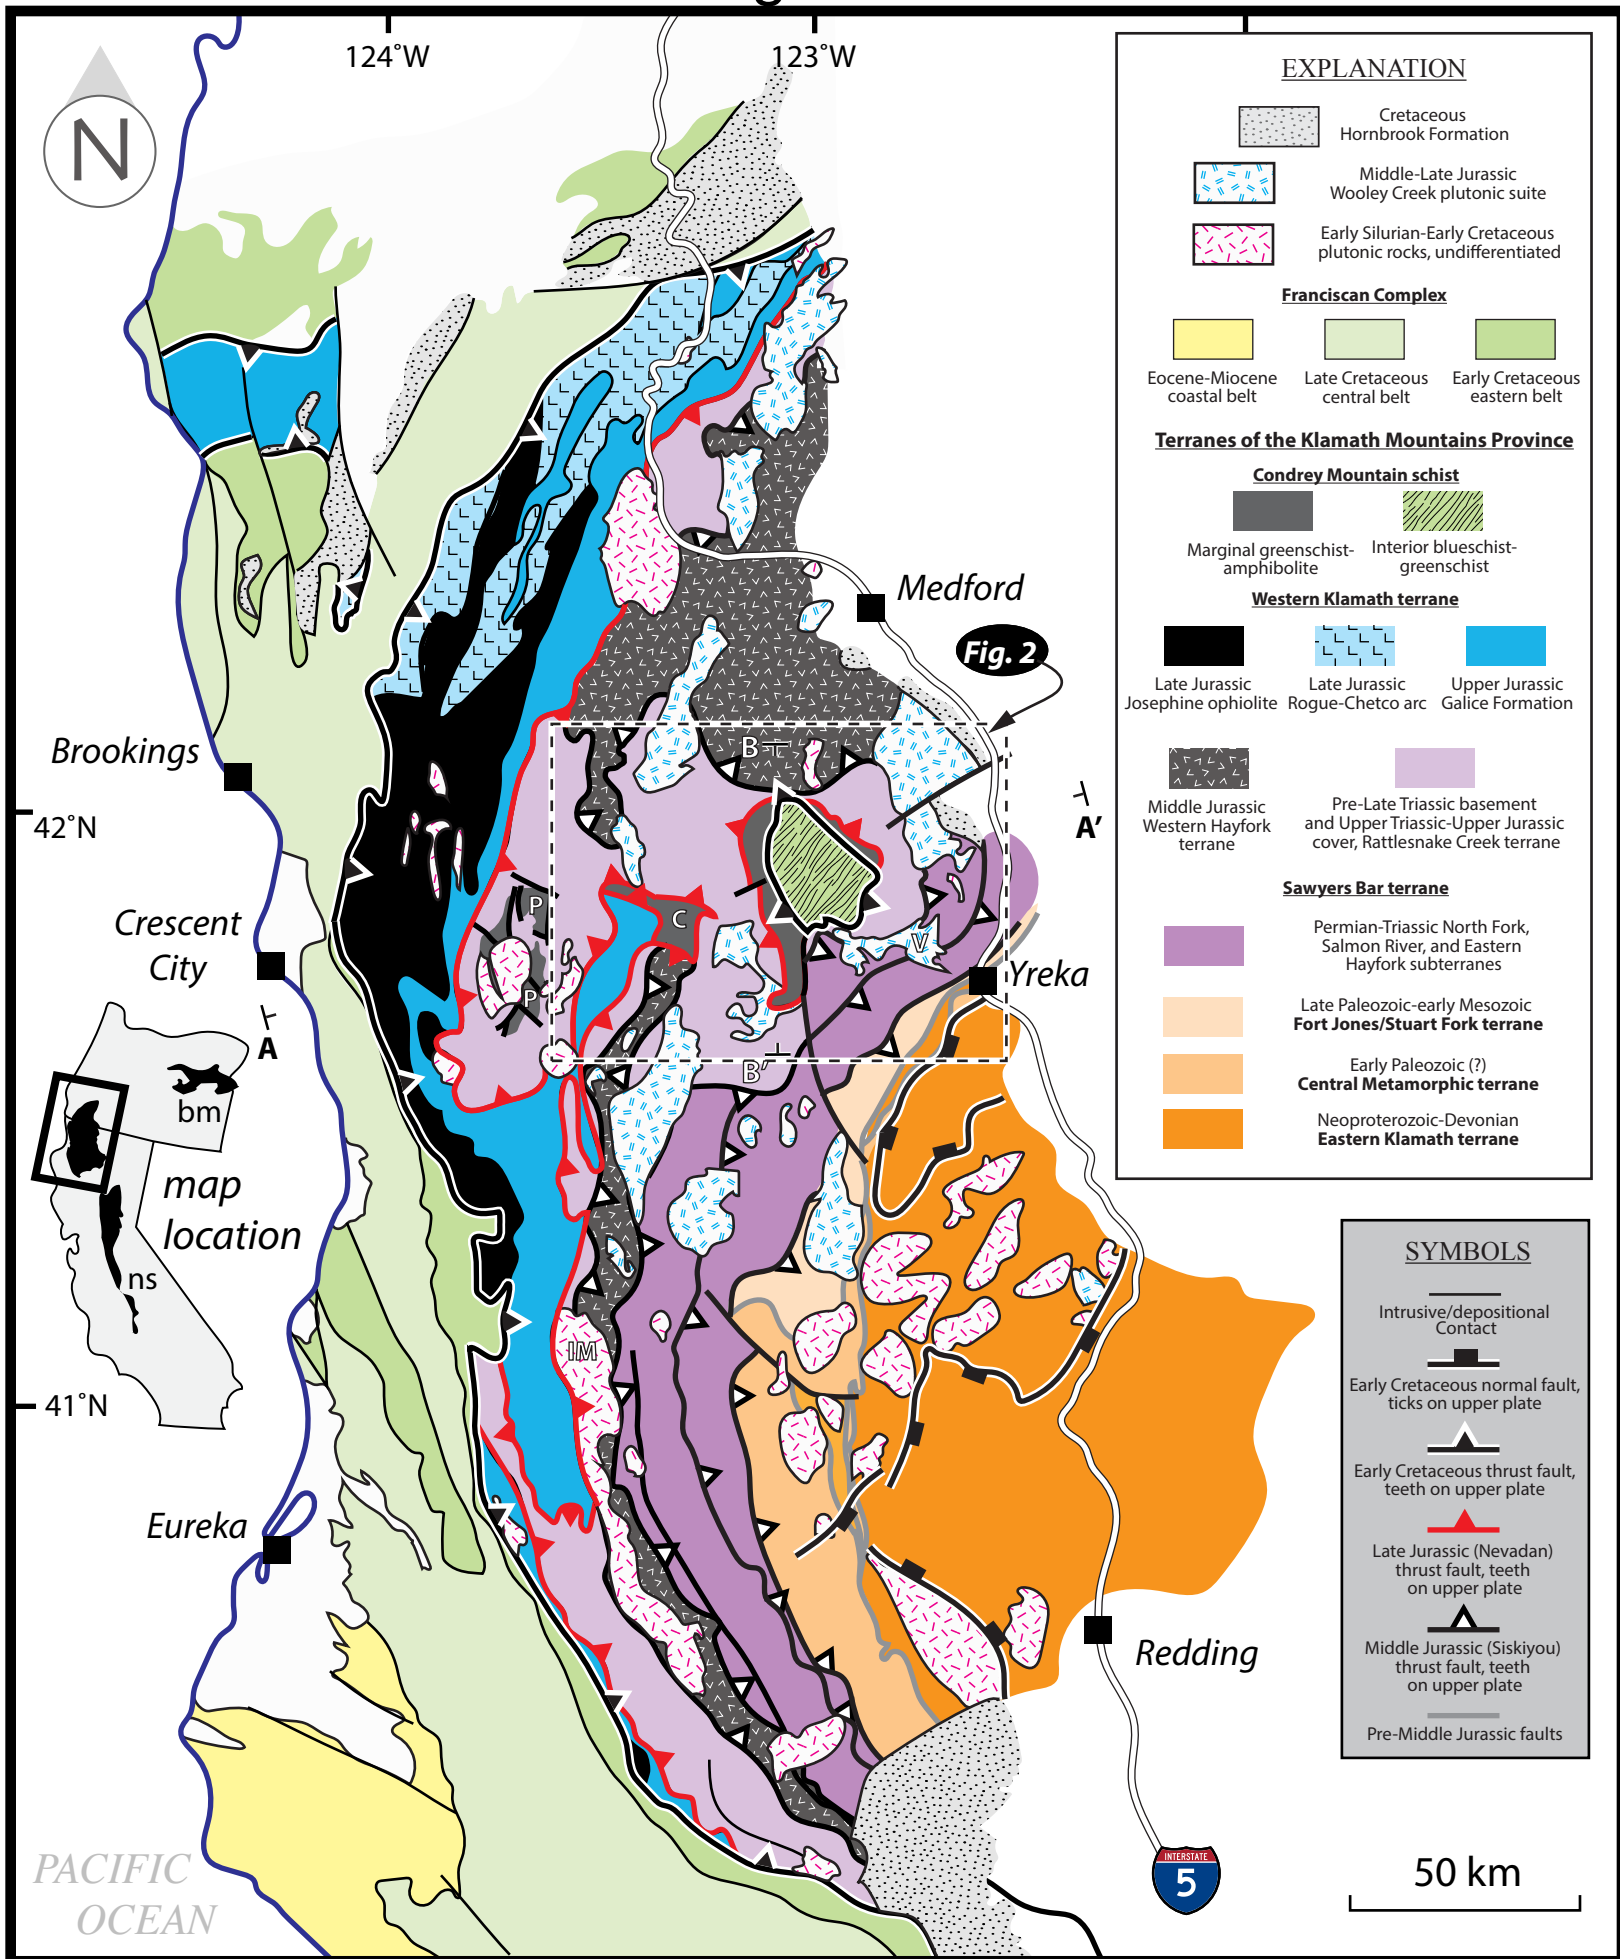 124˚W
123˚W
N
EXPLANATION
Cretaceous
Hornbrook Formation
Middle-Late Jurassic
Wooley Creek plutonic suite
Early Silurian-Early Cretaceous
plutonic rocks, undifferentiated
Franciscan Complex
Eocene-Miocene
coastal belt
Late Cretaceous
central belt
Early Cretaceous
eastern belt
Terranes of the Klamath Mountains Province
Condrey Mountain schist
Marginal greenschist-
amphibolite
Interior blueschist-
greenschist
Western Klamath terrane
Late Jurassic
Josephine ophiolite
Late Jurassic
Rogue-Chetco arc
Upper Jurassic
Galice Formation
Middle Jurassic
Western Hayfork
terrane
Pre-Late Triassic basement
and Upper Triassic-Upper Jurassic
cover, Rattlesnake Creek terrane
Sawyers Bar terrane
Permian-Triassic North Fork,
Salmon River, and Eastern
Hayfork subterranes
Late Paleozoic-early Mesozoic
Fort Jones/Stuart Fork terrane
Early Paleozoic (?)
Central Metamorphic terrane
Neoproterozoic-Devonian
Eastern Klamath terrane
SYMBOLS
Intrusive/depositional
Contact
Early Cretaceous normal fault,
ticks on upper plate
Early Cretaceous thrust fault,
teeth on upper plate
Late Jurassic (Nevadan)
thrust fault, teeth
on upper plate
Middle Jurassic (Siskiyou)
thrust fault, teeth
on upper plate
Pre-Middle Jurassic faults
Medford
Fig. 2
Brookings
B
42˚N
A'
P
C
V
Crescent
City
P
Yreka
A
B'
bm
map
location
ns
IM
41˚N
Eureka
Redding
PACIFIC
OCEAN
INTERSTATE
5
50 km